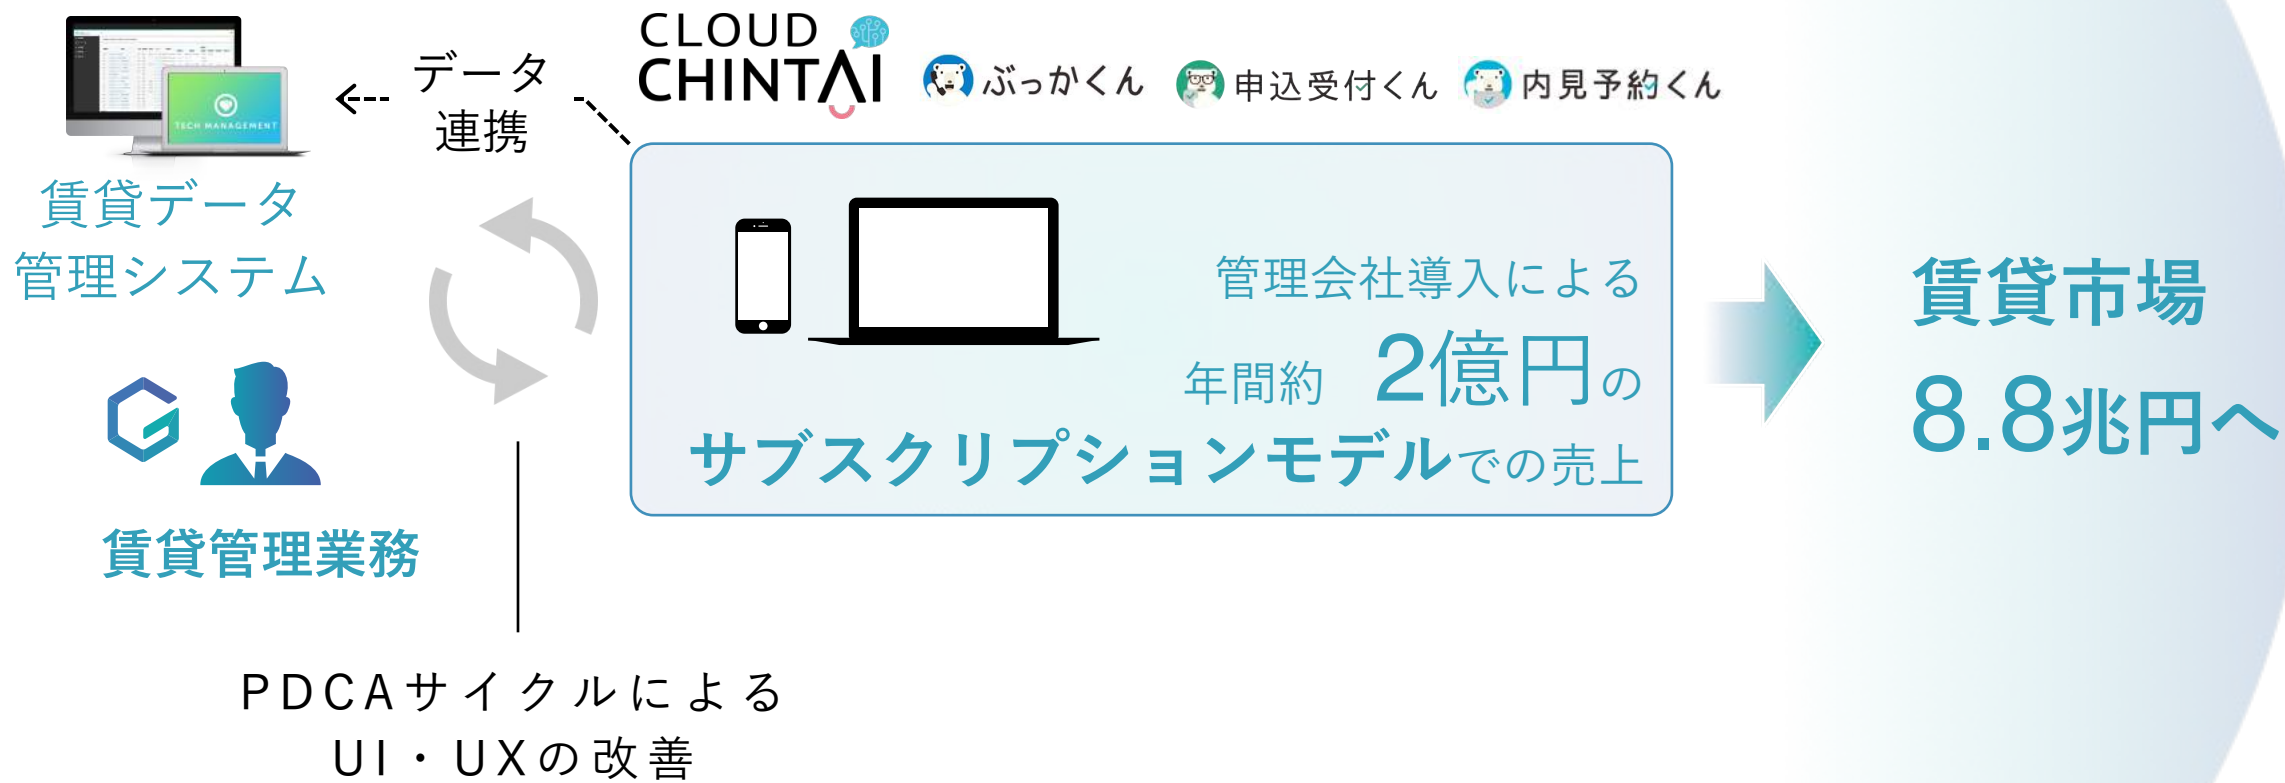 CLOUD
CHINTAI
ぶっかくん
申込受付くん
内見予約くん
データ
連携
TECH MANAGEMENT
賃貸データ
管理システム
賃貸管理業務
管理会社導入による
年間約 2億円の
サブスクリプションモデルでの売上
賃貸市場
8.8兆円へ
PDCAサイクルによる
UI・UXの改善